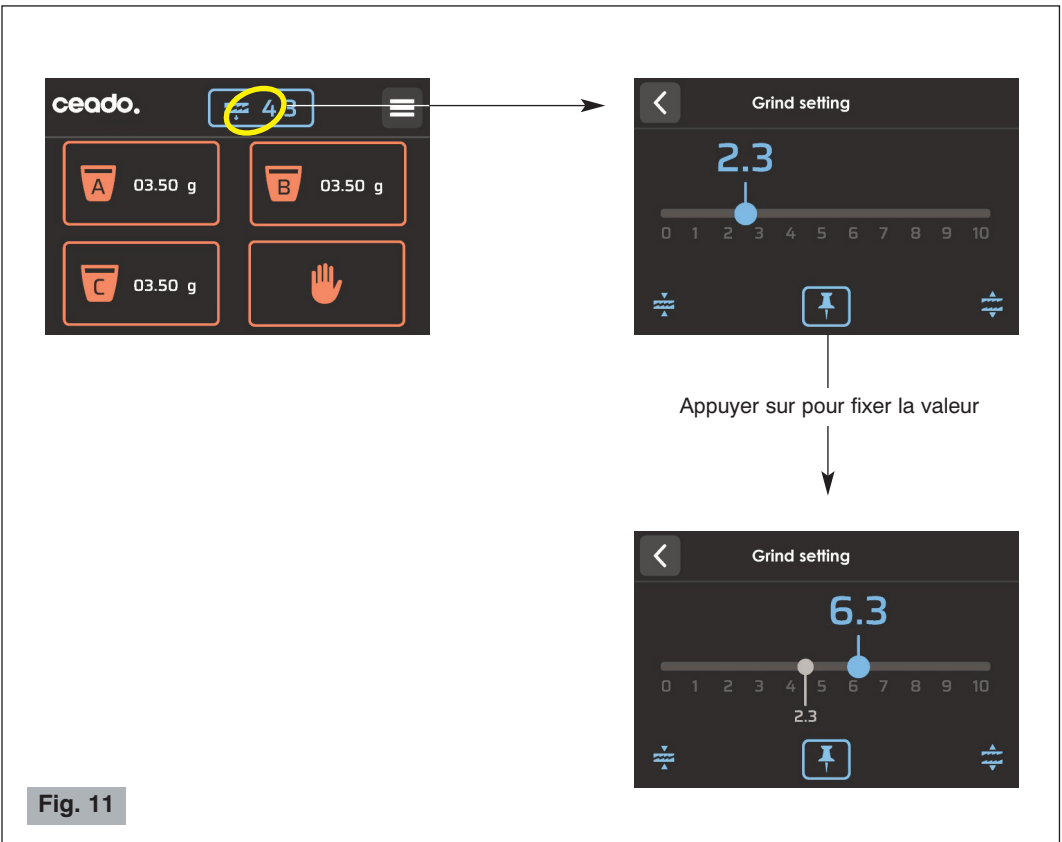 ceado.
4.3
A 03.50 g
B 03.50 g
C 03.50 g
Grind setting
2.3
0 1 2 3 4 5 6 7 8 9 10
Appuyer sur pour fixer la valeur
Grind setting
6.3
0 1 2 3 4 5 6 7 8 9 10
2.3
Fig. 11